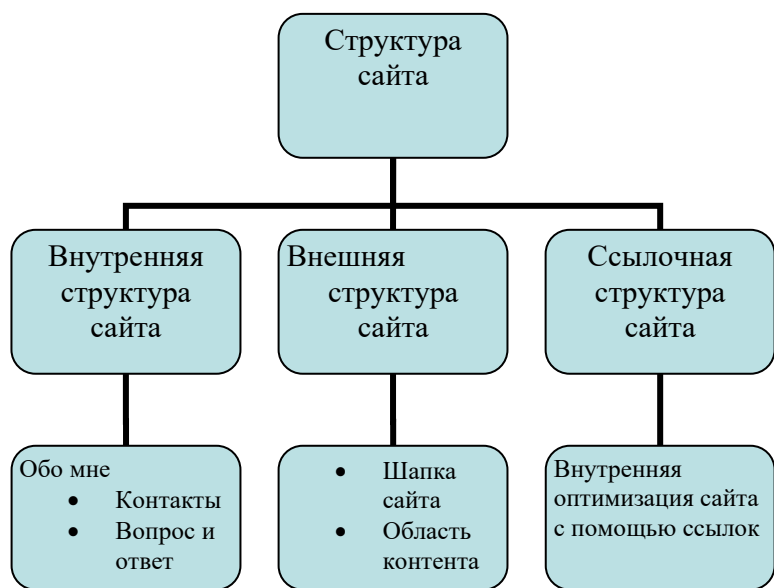 Структура
сайта
Внутренняя
структура
сайта
Внешняя
структура
сайта
Ссылочная
структура
сайта
Обо мне
• Контакты
• Вопрос и
ответ
• Шапка
сайта
• Область
контента
Внутренняя
оптимизация сайта
с помощью ссылок